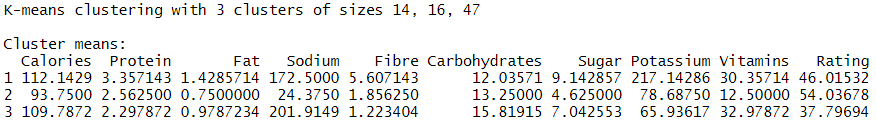 K-means clustering with 3 clusters of sizes 14, 16, 47
Cluster means:
Calories Protein Fat Sodium Fibre Carbohydrates Sugar Potassium Vitamins Rating
1 112.1429 3.357143 1.4285714 172.5000 5.607143 12.03571 9.142857 217.14286 30.35714 46.01532
2 93.7500 2.562500 0.7500000 24.3750 1.856250 13.25000 4.625000 78.68750 12.50000 54.03678
3 109.7872 2.297872 0.9787234 201.9149 1.223404 15.81915 7.042553 65.93617 32.97872 37.79694